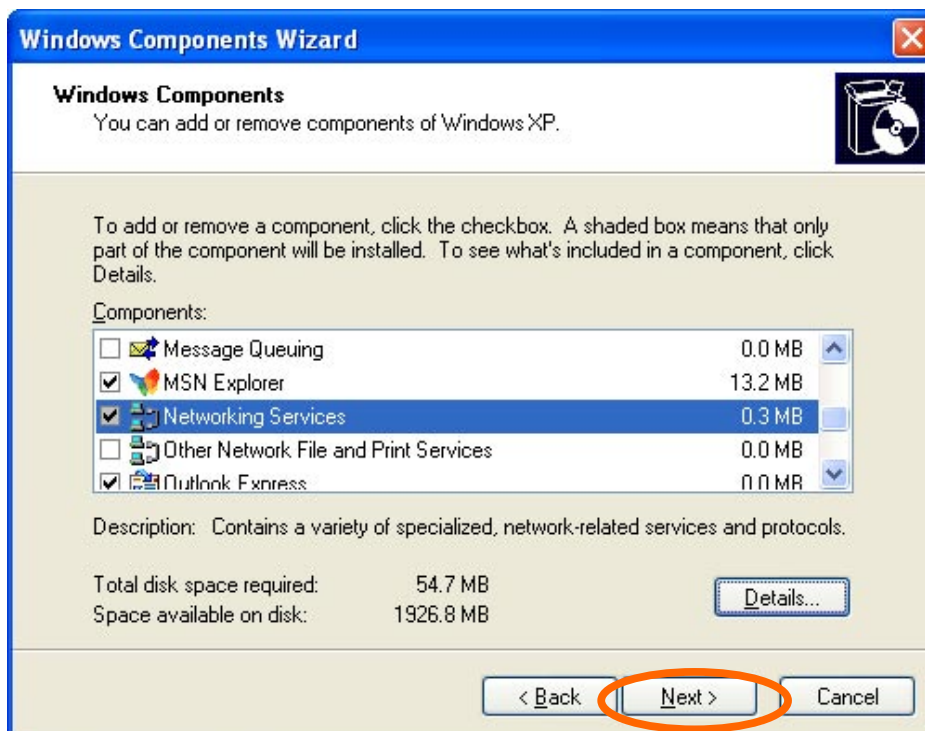 Windows Components Wizard
Windows Components
You can add or remove components of Windows XP.
To add or remove a component, click the checkbox. A shaded box means that only
part of the component will be installed. To see what's included in a component, click
Details.
Components:
Message Queuing 0.0 MB
MSN Explorer 13.2 MB
Networking Services 0.3 MB
Other Network File and Print Services 0.0 MB
Outlook Express 0.0 MB
Description: Contains a variety of specialized, network-related services and protocols.
Total disk space required: 54.7 MB
Space available on disk: 1926.8 MB
Details...
< Back Next > Cancel